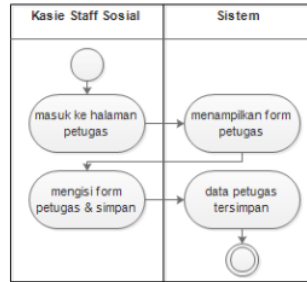 Kasie Staff Sosial
Sistem
masuk ke halaman
petugas
menampilkan form
petugas
mengisi form
petugas & simpan
data petugas
tersimpan